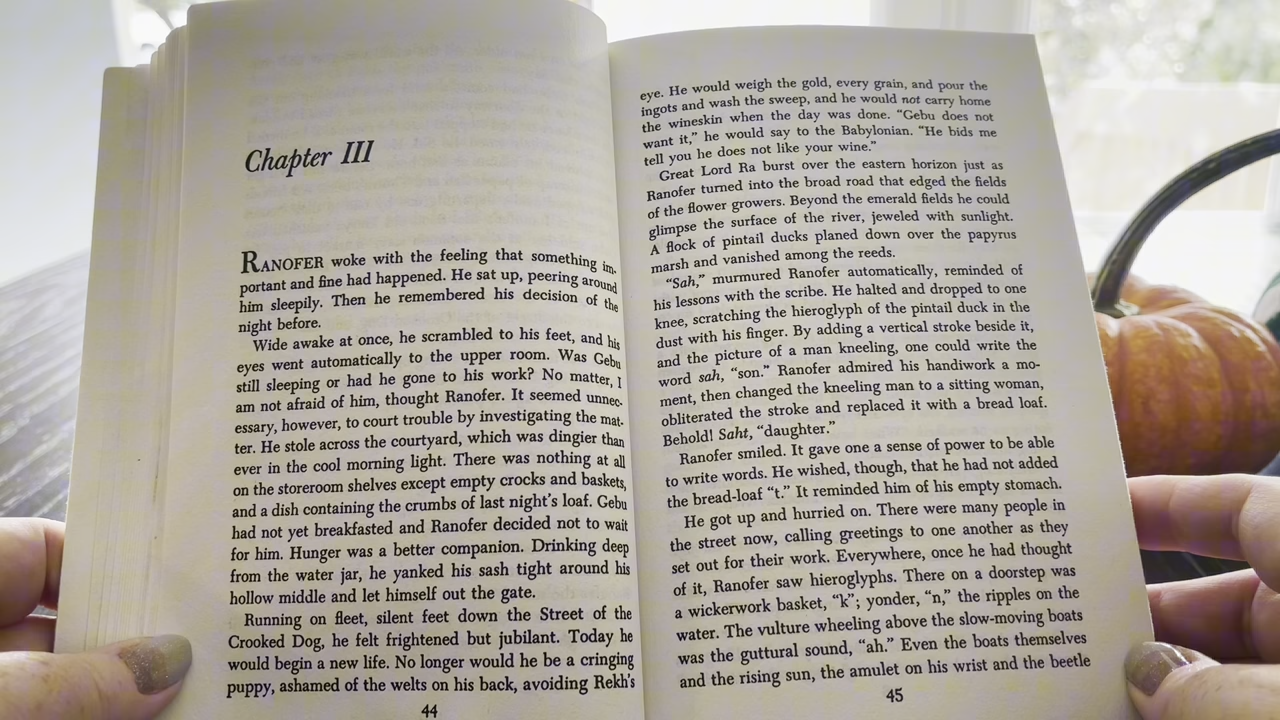 Chapter III
RANOFER woke with the feeling that something im-
portant and fine had happened. He sat up, peering around
him sleepily. Then he remembered his decision of the
night before.
Wide awake at once, he scrambled to his feet, and his
eyes went automatically to the upper room. Was Gebu
still sleeping or had he gone to his work? No matter, I
am not afraid of him, thought Ranofer. It seemed unnec-
essary, however, to court trouble by investigating the mat-
ter. He stole across the courtyard, which was dingier than
ever in the cool morning light. There was nothing at all
on the storeroom shelves except empty crocks and baskets,
and a dish containing the crumbs of last night's loaf. Gebu
had not yet breakfasted and Ranofer decided not to wait
for him. Hunger was a better companion. Drinking deep
from the water jar, he yanked his sash tight around his
hollow middle and let himself out the gate.
Running on fleet, silent feet down the Street of the
Crooked Dog, he felt frightened but jubilant. Today he
would begin a new life. No longer would he be a cringing
puppy, ashamed of the welts on his back, avoiding Rekh's
44
eye. He would weigh the gold, every grain, and pour the
ingots and wash the sweep, and he would not carry home
the wineskin when the day was done. “Gebu does not
want it,” he would say to the Babylonian. “He bids me
tell you he does not like your wine.”
Great Lord Ra burst over the eastern horizon just as
Ranofer turned into the broad road that edged the fields
of the flower growers. Beyond the emerald fields he could
glimpse the surface of the river, jeweled with sunlight.
A flock of pintail ducks planed down over the papyrus
marsh and vanished among the reeds.
“Sah,” murmured Ranofer automatically, reminded of
his lessons with the scribe. He halted and dropped to one
knee, scratching the hieroglyph of the pintail duck in the
dust with his finger. By adding a vertical stroke beside it,
and the picture of a man kneeling, one could write the
word sah, “son.” Ranofer admired his handiwork a mo-
ment, then changed the kneeling man to a sitting woman,
obliterated the stroke and replaced it with a bread loaf.
Behold! Saht, “daughter.”
Ranofer smiled. It gave one a sense of power to be able
to write words. He wished, though, that he had not added
the bread-loaf “t.” It reminded him of his empty stomach.
He got up and hurried on. There were many people in
the street now, calling greetings to one another as they
set out for their work. Everywhere, once he had thought
of it, Ranofer saw hieroglyphs. There on a doorstep was
a wickerwork basket, “k”; yonder, “n,” the ripples on the
water. The vulture wheeling above the slow-moving boats
was the guttural sound, “ah.” Even the boats themselves
and the rising sun, the amulet on his wrist and the beetle
45